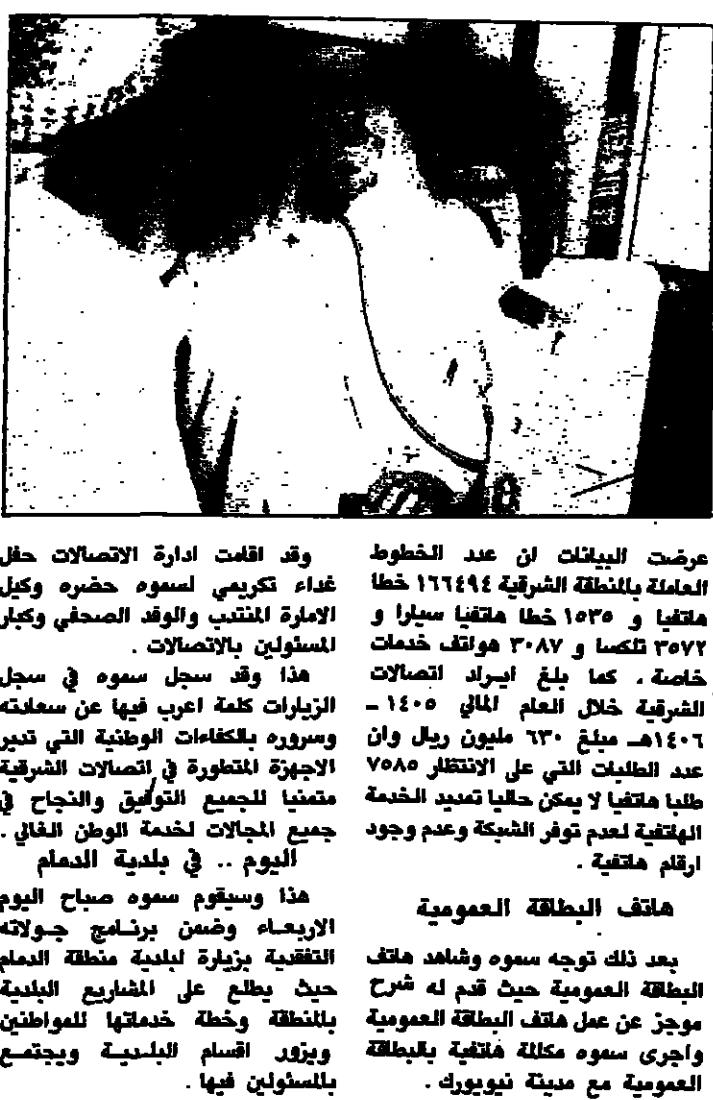 عرضت البيانات ان عدد الخطوط
العاملة بالمنطقة الشرقية ١٦٦٤٩٤ خطا
هاتفيا و ١٥٣٥ خطا هاتفيا سيارا و
٣٥٧٢ تلكسا و ٣٠٨٧ هواتف خدمات
خاصة، كما بلغ ايراد اتصالات
الشرقية خلال العام المالي ١٤٠٥ ـ
١٤٠٦هـ مبلغ ٦٣٠ مليون ريال وان
عدد الطلبات التي على الانتظار ٧٥٨٥
طلبا هاتفيا لا يمكن حاليا تمديد الخدمة
الهاتفية لعدم توفر الشبكة وعدم وجود
ارقام هاتفية .
هاتف البطاقة العمومية
بعد ذلك توجه سموه وشاهد هاتف
البطاقة العمومية حيث قدم له شرح
موجز عن عمل هاتف البطاقة العمومية
واجرى سموه مكالمة هاتفية بالبطاقة
العمومية مع مدينة نيويورك .
وقد اقامت ادارة الاتصالات حفل
غداء تكريمي لسموه حضره وكيل
الامارة المنتدب والوفد الصحفي وكبار
المسئولين بالاتصالات .
هذا وقد سجل سموه في سجل
الزيارات كلمة اعرب فيها عن سعادته
وسروره بالكفاءات الوطنية التي تدير
الاجهزة المتطورة في اتصالات الشرقية
متمنيا للجميع التوفيق والنجاح في
جميع المجالات لخدمة الوطن الغالي .
اليوم .. في بلدية الدمام
هذا وسيقوم سموه صباح اليوم
الاربعاء وضمن برنامج جولاته
التفقدية بزيارة لبلدية منطقة الدمام
حيث يطلع على المشاريع البلدية
بالمنطقة وخطة خدماتها للمواطنين
ويزور اقسام البلدية ويجتمع
بالمسئولين فيها .